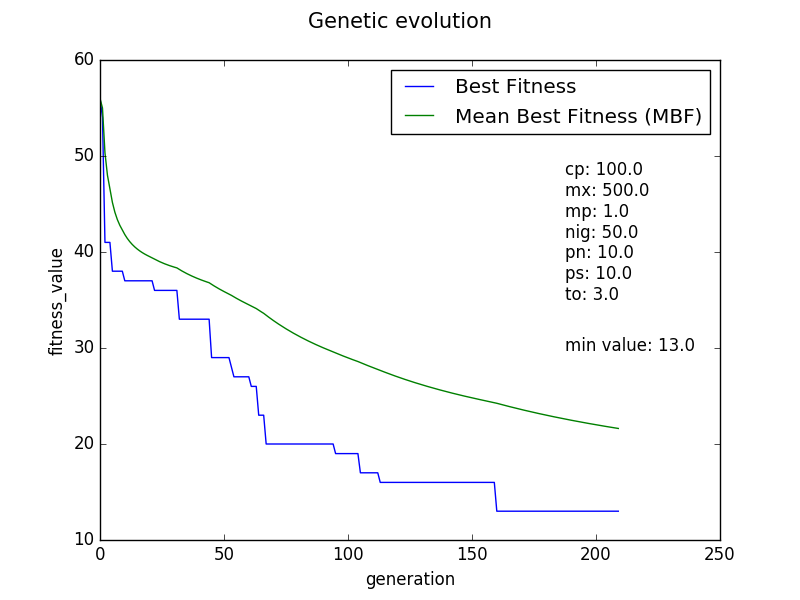 Genetic evolution
60
50
40
30
20
10
fitness_value
Best Fitness
Mean Best Fitness (MBF)
cp: 100.0
mx: 500.0
mp: 1.0
nig: 50.0
pn: 10.0
ps: 10.0
to: 3.0
min value: 13.0
0 50 100 150 200 250
generation